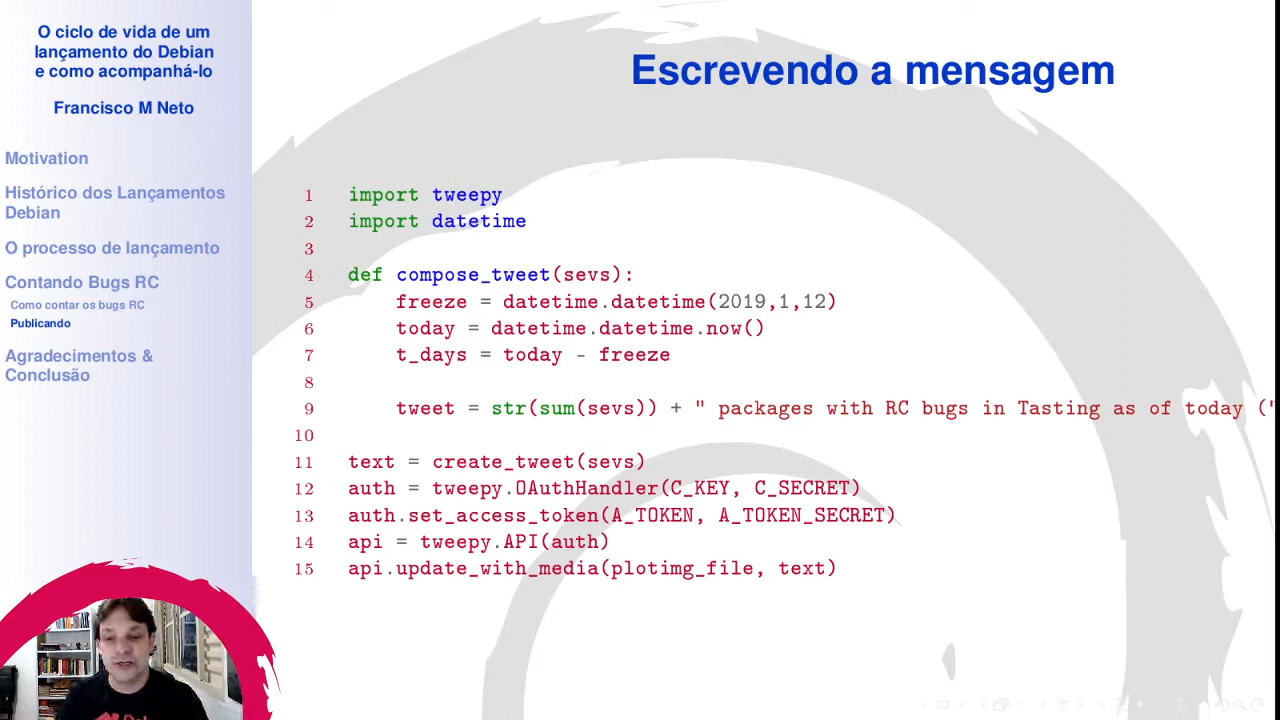 O ciclo de vida de um
lançamento do Debian
e como acompanhá-lo
Francisco M Neto
Motivation
Histórico dos Lançamentos
Debian
O processo de lançamento
Contando Bugs RC
Como contar os bugs RC
Publicando
Agradecimentos &
Conclusão
Escrevendo a mensagem
1 import tweepy
2 import datetime
3
4 def compose_tweet(sevs):
5 freeze = datetime.datetime(2019,1,12)
6 today = datetime.datetime.now()
7 t_days = today - freeze
8
9 tweet = str(sum(sevs)) + " packages with RC bugs in Tasting as of today ("
10
11 text = create_tweet(sevs)
12 auth = tweepy.OAuthHandler(C_KEY, C_SECRET)
13 auth.set_access_token(A_TOKEN, A_TOKEN_SECRET)
14 api = tweepy.API(auth)
15 api.update_with_media(plotimg_file, text)